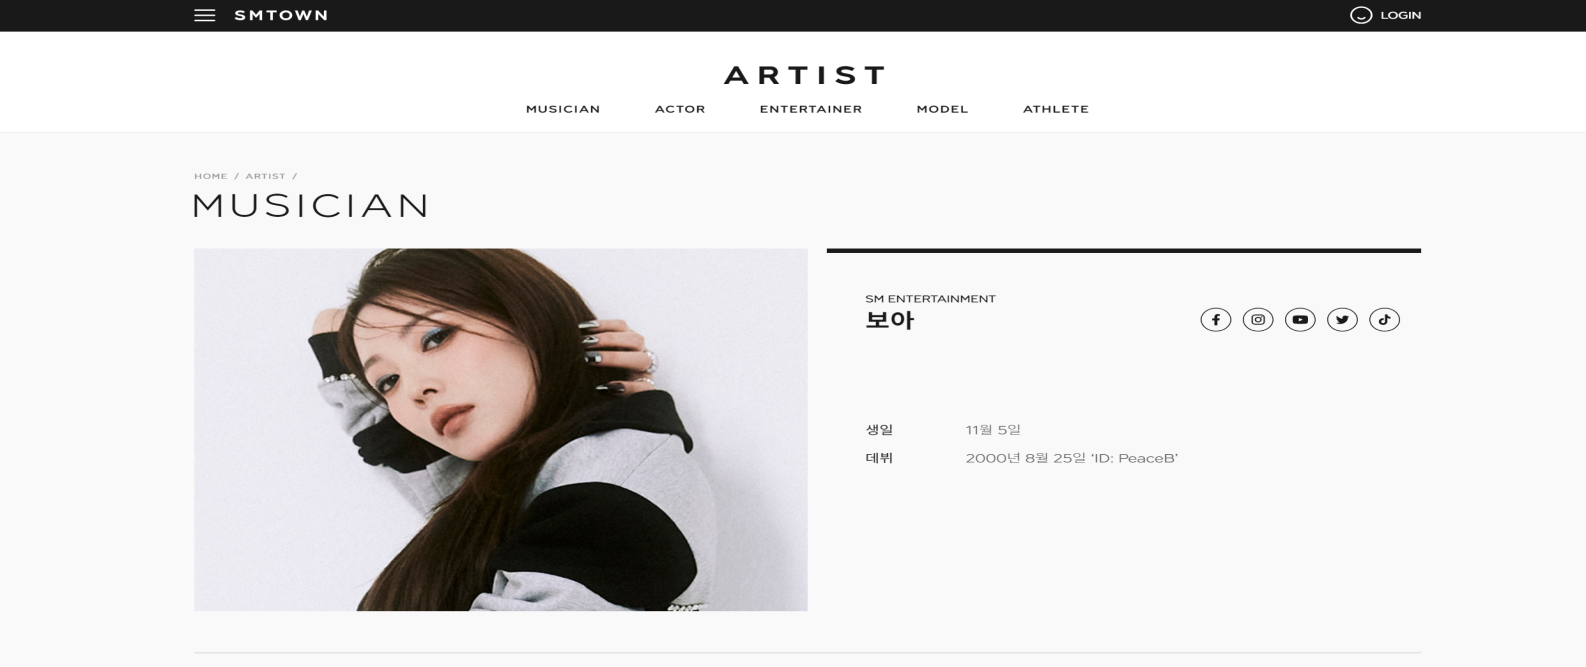 SMTOWN
LOGIN
ARTIST
MUSICIAN ACTOR ENTERTAINER MODEL ATHLETE
HOME / ARTIST /
MUSICIAN
SM ENTERTAINMENT
보아
생일 11월 5일
데뷔 2000년 8월 25일 ‘ID: PeaceB’